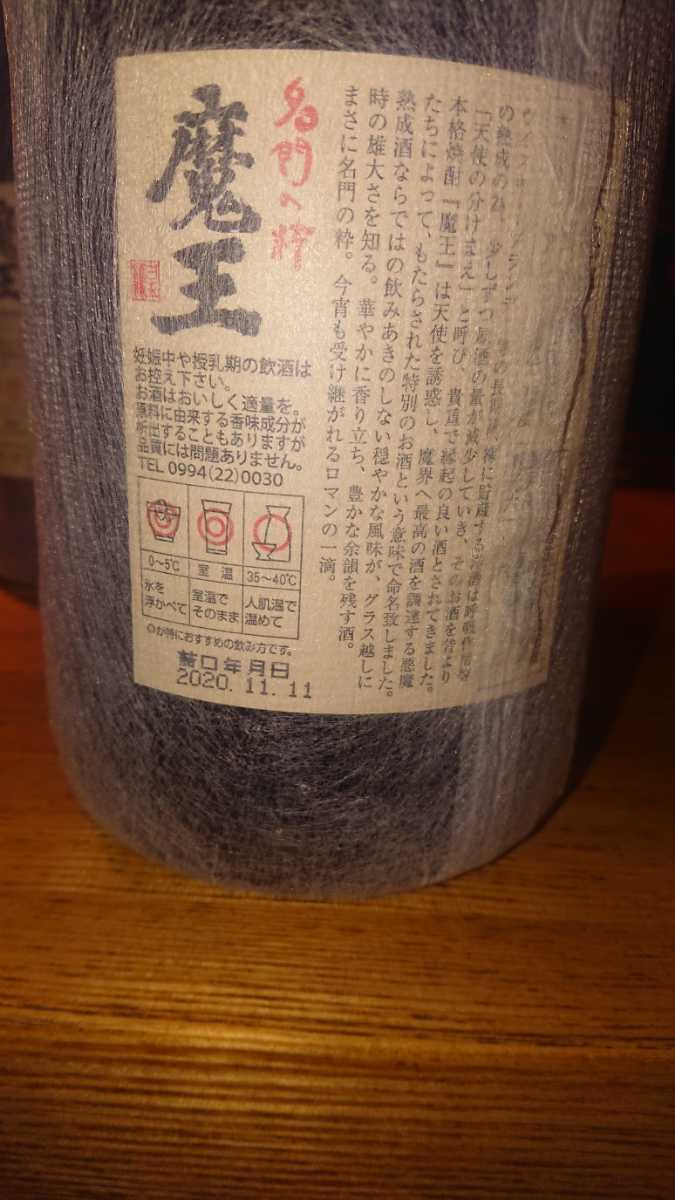 名門の粋
魔王
の熟成の為、少しずつ原酒の量が減少していき、そのお酒を昔より
「天使の分けまえ」と呼び、貴重で縁起の良い酒とされてきました。
本格焼酎『魔王』は天使を誘惑し、魔界へ最高の酒を調達する悪魔
たちによって、もたらされた特別のお酒という意味で命名致しました。
熟成酒ならではの飲みあきのしない穏やかな風味が、グラス越しに
時の雄大さを知る。華やかに香り立ち、豊かな余韻を残す酒。
まさに名門の粋。今宵も受け継がれるロマンの一滴。
妊娠中や授乳期の飲酒は
お控え下さい。
お酒はおいしく適量を。
原料に由来する香味成分が
析出することもありますが
品質には問題ありません。
TEL 0994(22)0030
0〜5℃ 室温 35〜40℃
氷を
浮かべて
室温で
そのまま
人肌温で
温めて
◎が特におすすめの飲み方です。
蓋口年月日
2020.11.11